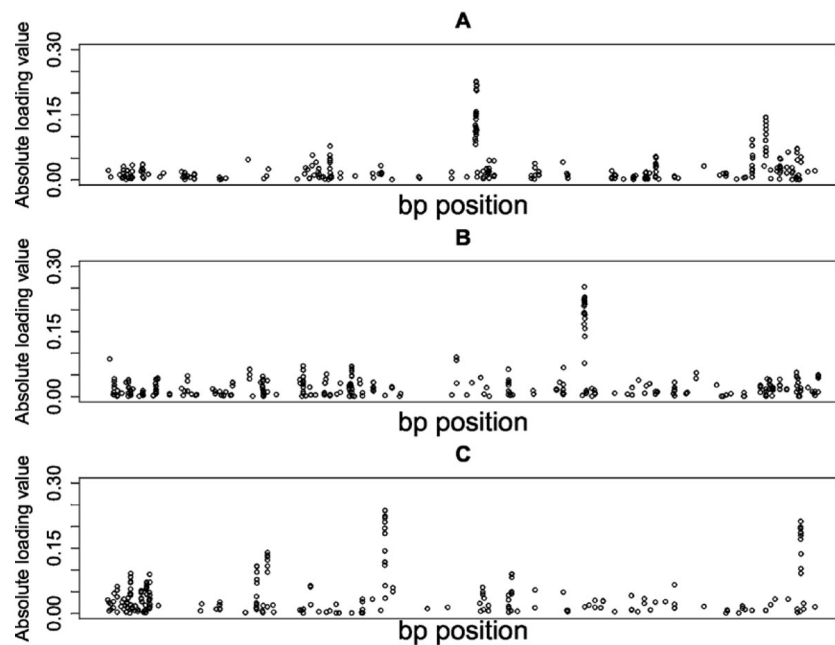 A
Absolute loading value
0.30
0.15
0.00
bp position
B
Absolute loading value
0.30
0.15
0.00
bp position
C
Absolute loading value
0.30
0.15
0.00
bp position